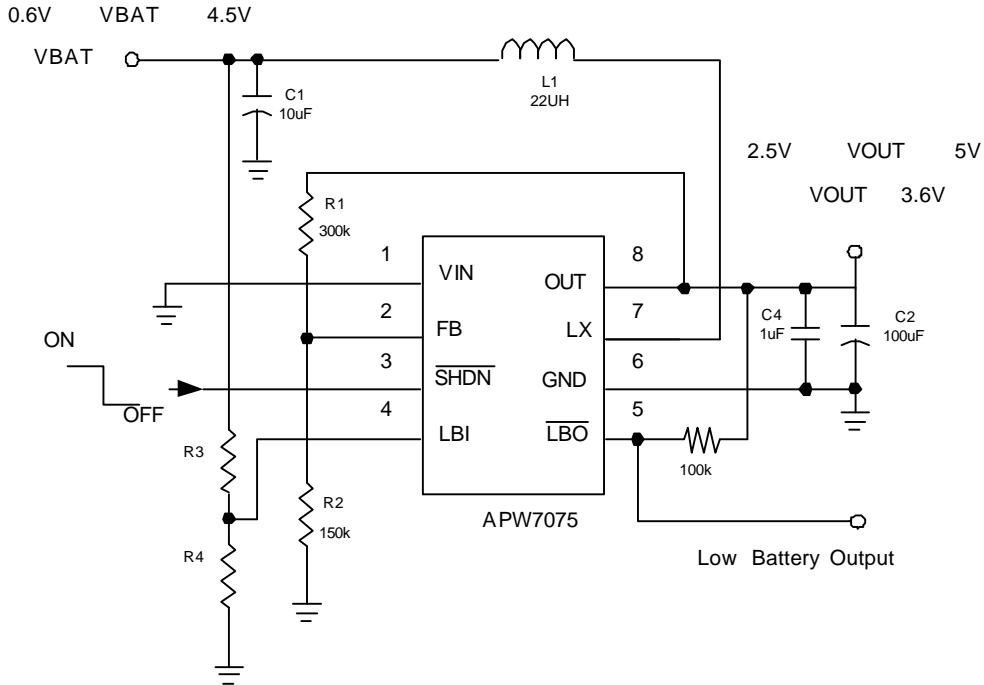 0.6V VBAT 4.5V
VBAT
L1
22UH
C1
10uF
2.5V VOUT 5V
VOUT 3.6V
R1
300k
1
VIN
8
OUT
2
FB
7
LX
C4
1uF
C2
100uF
ON
3
SHDN
6
GND
OFF
4
LBI
5
LBO
R3
100k
R2
150k
APW7075
R4
Low Battery Output